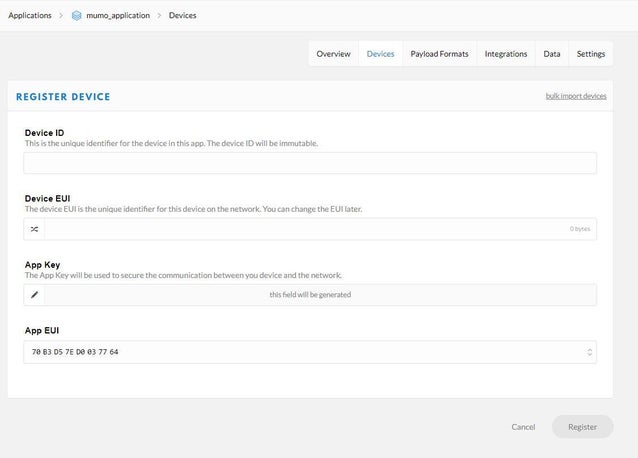 Applications > mumo_application > Devices
Overview Devices Payload Formats Integrations Data Settings
REGISTER DEVICE
bulk import devices
Device ID
This is the unique identifier for the device in this app. The device ID will be immutable.
Device EUI
The device EUI is the unique identifier for this device on the network. You can change the EUI later.
0 bytes
App Key
The App Key will be used to secure the communication between you device and the network.
this field will be generated
App EUI
70 B3 D5 7E D0 03 77 64
Cancel Register